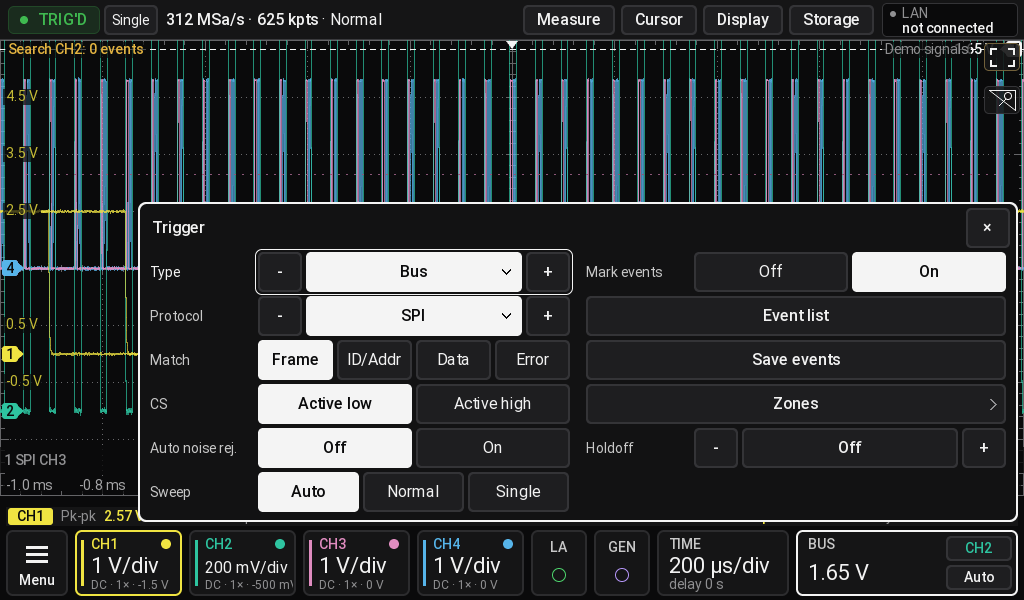 TRIG'D Single 312 MSa/s · 625 kpts · Normal Measure Cursor Display Storage LAN
not connected
Search CH2: 0 events Demo signals
4.5 V
3.5 V
2.5 V
4
0.5 V
1
-0.5 V
2
1 SPI CH3
-1.0 ms -0.8 ms
Trigger ×
Type - Bus + Mark events Off On
Protocol - SPI + Event list
Match Frame ID/Addr Data Error Save events
CS Active low Active high Zones
Auto noise rej. Off On Holdoff - Off +
Sweep Auto Normal Single
CH1 Pk-pk 2.57 V
Menu
CH1
1 V/div
DC · 1× · -1.5 V
CH2
200 mV/div
DC · 1× · -500 mV
CH3
1 V/div
DC · 1× · 0 V
CH4
1 V/div
DC · 1× · 0 V
LA
GEN
TIME
200 µs/div
delay 0 s
BUS CH2
1.65 V Auto